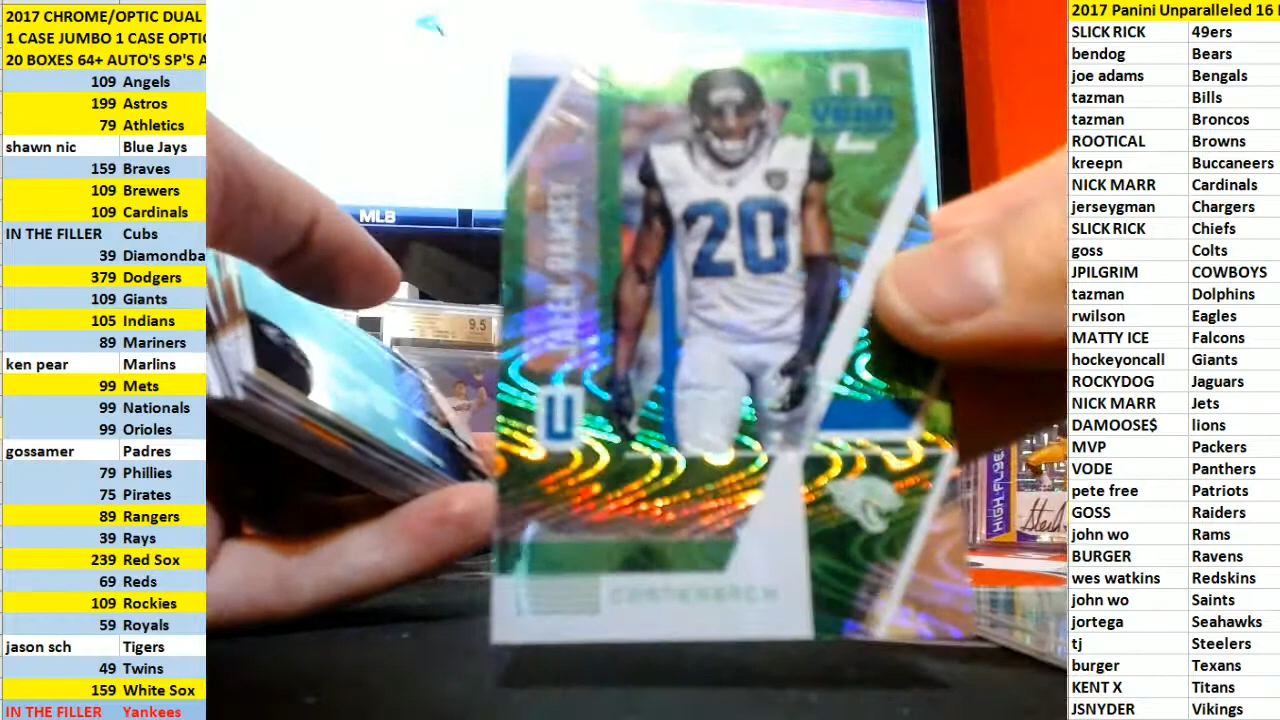 2017 CHROME/OPTIC DUAL
1 CASE JUMBO 1 CASE OPTIC
20 BOXES 64+ AUTO'S SP'S A
109 Angels
199 Astros
79 Athletics
shawn nic Blue Jays
159 Braves
109 Brewers
109 Cardinals
IN THE FILLER Cubs
39 Diamondba
379 Dodgers
109 Giants
105 Indians
89 Mariners
ken pear Marlins
99 Mets
99 Nationals
99 Orioles
gossamer Padres
79 Phillies
75 Pirates
89 Rangers
39 Rays
239 Red Sox
69 Reds
109 Rockies
59 Royals
jason sch Tigers
49 Twins
159 White Sox
IN THE FILLER Yankees
MLB
9.5
2
YEAR
JALEN RAMSEY
20
U
CORNERBACK
HIGH-FLYER
2017 Panini Unparalleled 16
SLICK RICK 49ers
bendog Bears
joe adams Bengals
tazman Bills
tazman Broncos
ROOTICAL Browns
kreepn Buccaneers
NICK MARR Cardinals
jerseygman Chargers
SLICK RICK Chiefs
goss Colts
JPILGRIM COWBOYS
tazman Dolphins
rwilson Eagles
MATTY ICE Falcons
hockeyoncall Giants
ROCKYDOG Jaguars
NICK MARR Jets
DAMOOSE$ lions
MVP Packers
VODE Panthers
pete free Patriots
GOSS Raiders
john wo Rams
BURGER Ravens
wes watkins Redskins
john wo Saints
jortega Seahawks
tj Steelers
burger Texans
KENT X Titans
JSNYDER Vikings